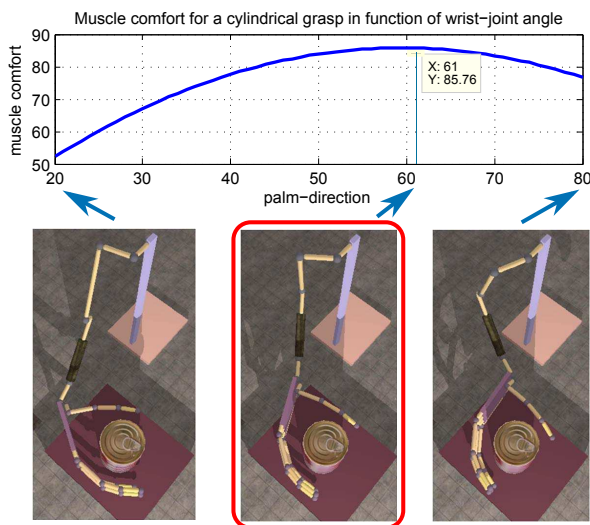 Muscle comfort for a cylindrical grasp in function of wrist−joint angle
90
80
70
60
50
muscle comfort
X: 61
Y: 85.76
20 30 40 50 60 70 80
palm−direction